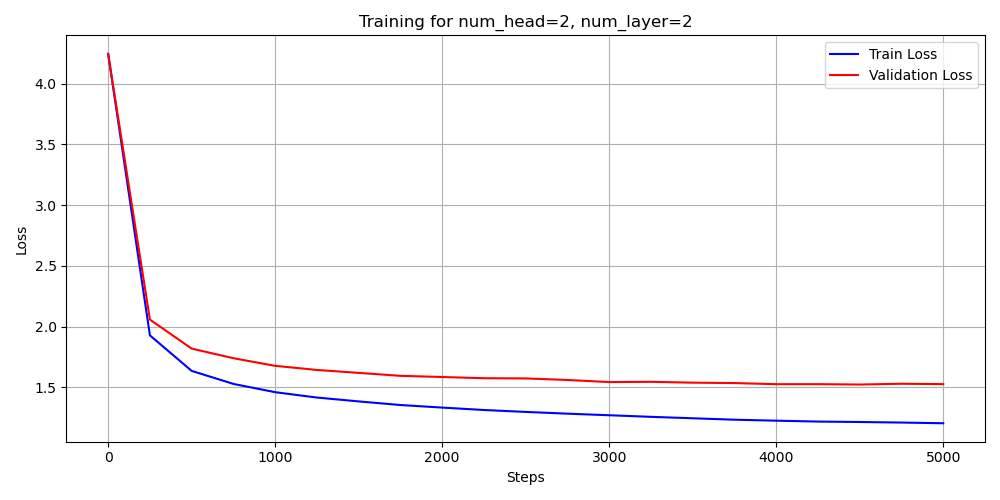 Training for num_head=2, num_layer=2
Train Loss
Validation Loss
Loss
4.0
3.5
3.0
2.5
2.0
1.5
0 1000 2000 3000 4000 5000
Steps